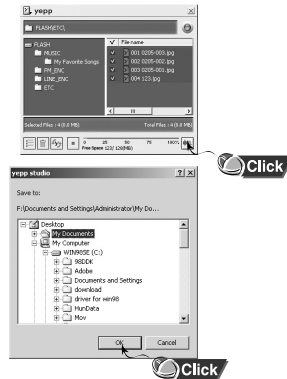 yepp
FLASH\ETC\
FLASH
MUSIC
My Favorite Songs
FM_ENC
LINE_ENC
ETC
File name
001 0205-003.jpg
002 0205-002.jpg
003 0205-001.jpg
004 123.jpg
Selected Files : 4(0.0 MB)
Total Files : 4(0.0 MB)
0 25 50 75 100%
Free Space 123/ 128(MB)
Click
yepp studio
Save to:
F:\Documents and Settings\Administrator\My Do...
Desktop
My Documents
My Computer
WIN98SE (C:)
98DDK
Adobe
Documents and Settings
download
driver for win98
HunData
Mov
OK
Cancel
Click